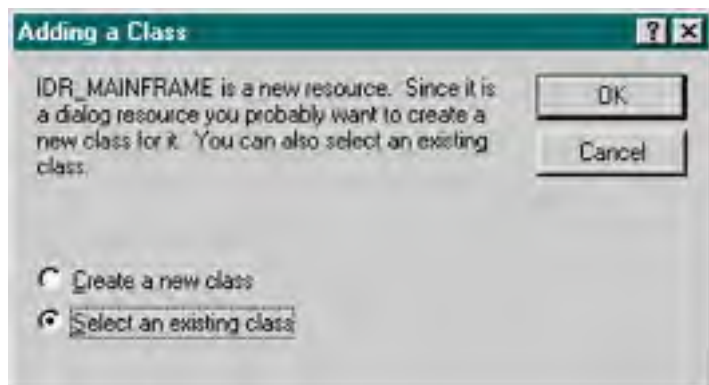 Adding a Class
IDR_MAINFRAME is a new resource. Since it is
a dialog resource you probably want to create a
new class for it. You can also select an existing
class.
OK
Cancel
Create a new class
Select an existing class